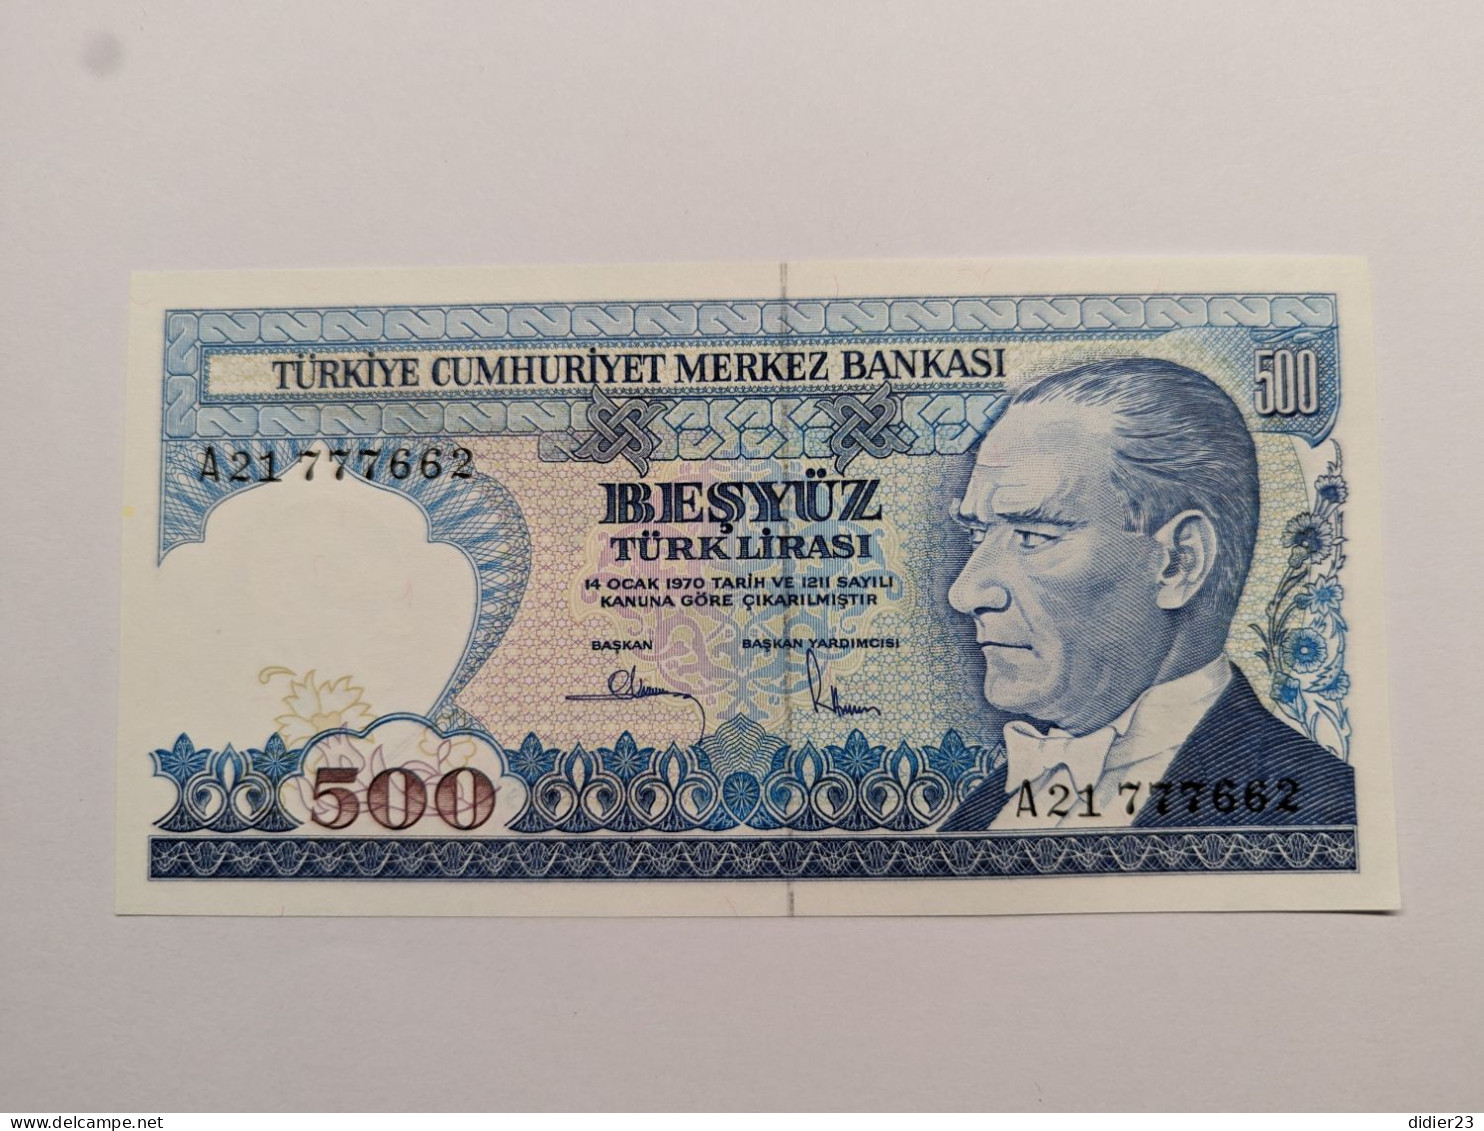 TÜRKİYE CUMHURİYET MERKEZ BANKASI
500
A21 777662
BEŞYÜZ
TÜRK LİRASI
14 OCAK 1970 TARİH VE 1211 SAYILI
KANUNA GÖRE ÇIKARILMIŞTIR
BAŞKAN BAŞKAN YARDIMCISI
500
A21 777662
delcampe.net
didier23